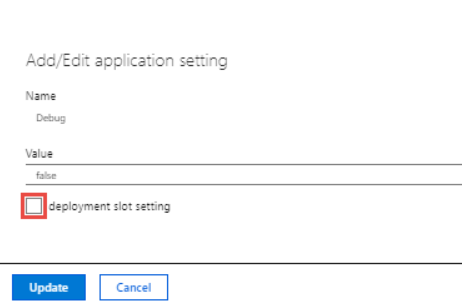 Add/Edit application setting
Name
Debug
Value
false
deployment slot setting
Update Cancel